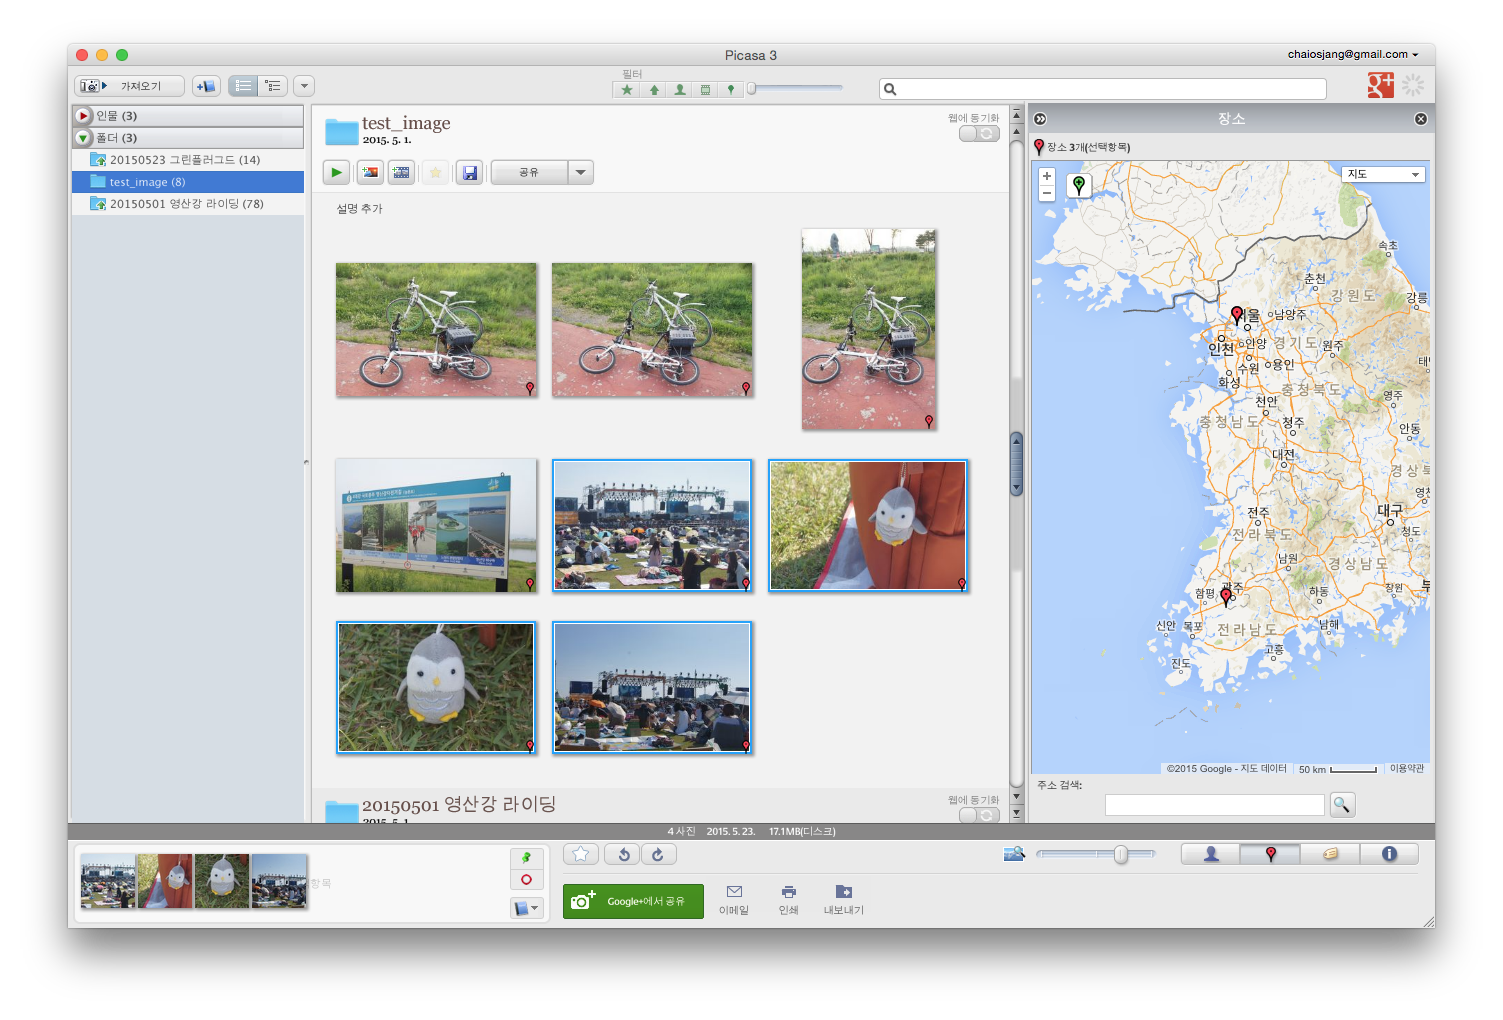 Picasa 3
chaiosjang@gmail.com
가져오기
필터
인물 (3)
폴더 (3)
20150523 그린플러그드 (14)
test_image (8)
20150501 영산강 라이딩 (78)
test_image
2015. 5. 1.
웹에 동기화
공유
설명 추가
20150501 영산강 라이딩
2015. 5. 1.
웹에 동기화
장소
장소 3개(선택항목)
지도
속초
춘천
강원도
강릉
서울
남양주
인천
안양
경기도
원주
수원
용인
화성
충청북도
영주
천안
충청남도
청주
안동
대전
경상북
전주
대구
전라북도
청도
남원
경상남도
함평
광주
하동
창원
신안
목포
전라남도
남해
고흥
진도
©2015 Google - 지도 데이터
50 km
이용약관
주소 검색:
4 사진 2015. 5. 23. 17.1MB(디스크)
항목
Google+에서 공유
이메일
인쇄
내보내기